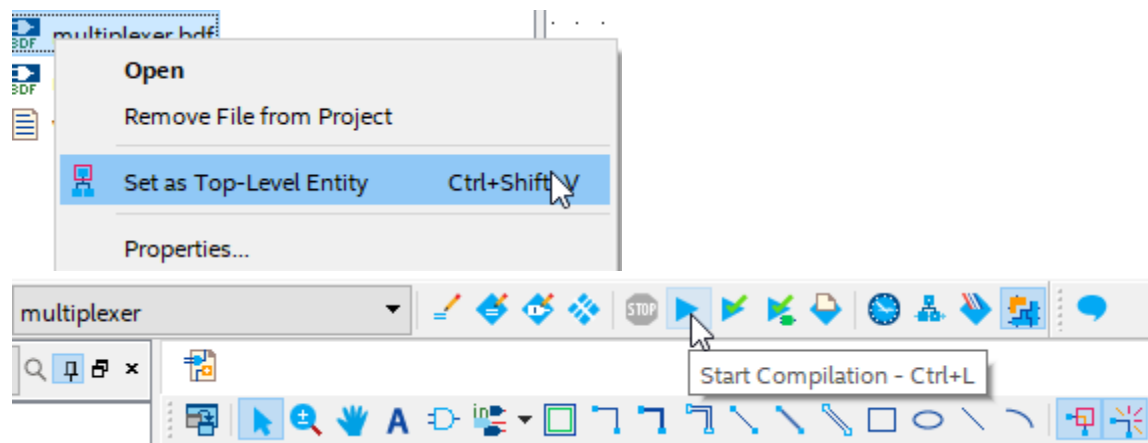 BDF multiplexer.bdf
Open
BDF
Remove File from Project
Set as Top-Level Entity Ctrl+Shift V
Properties...
multiplexer STOP
Start Compilation - Ctrl+L
A in